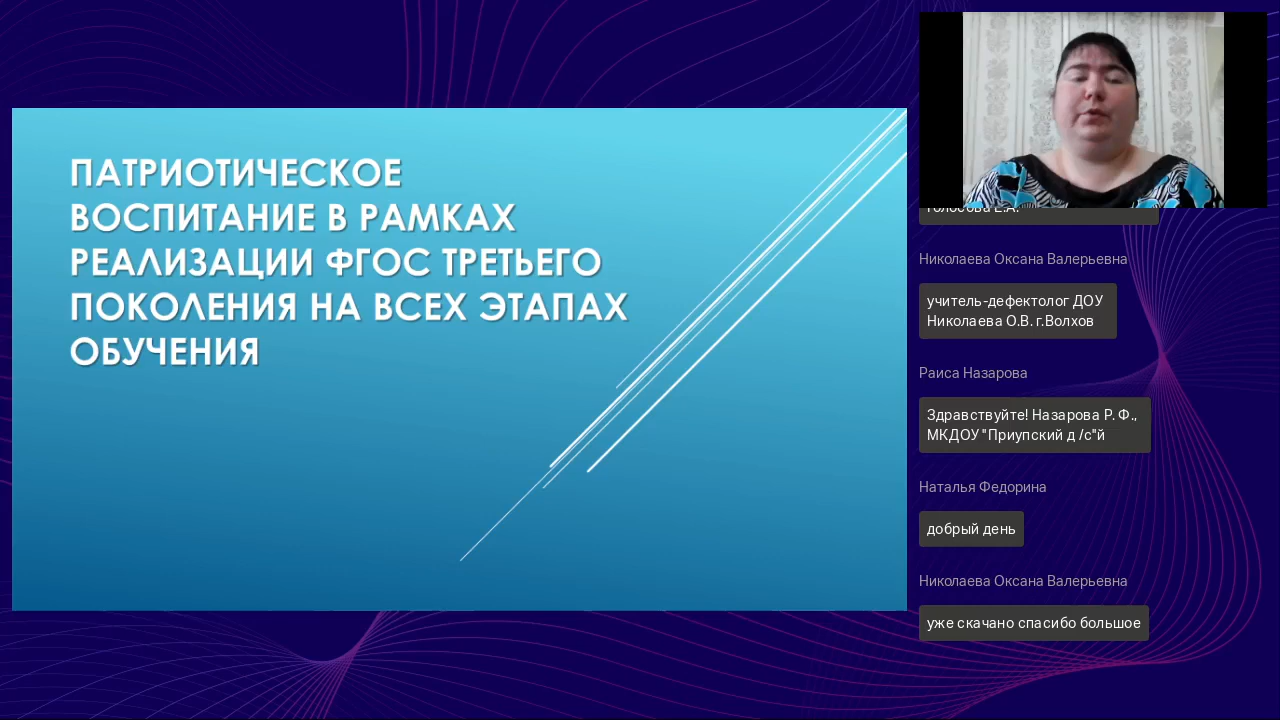 ПАТРИОТИЧЕСКОЕ
ВОСПИТАНИЕ В РАМКАХ
РЕАЛИЗАЦИИ ФГОС ТРЕТЬЕГО
ПОКОЛЕНИЯ НА ВСЕХ ЭТАПАХ
ОБУЧЕНИЯ
Голосова Е.А.
Николаева Оксана Валерьевна
учитель-дефектолог ДОУ
Николаева О.В. г.Волхов
Раиса Назарова
Здравствуйте! Назарова Р. Ф.,
МКДОУ "Приупский д /с"й
Наталья Федорина
добрый день
Николаева Оксана Валерьевна
уже скачано спасибо большое